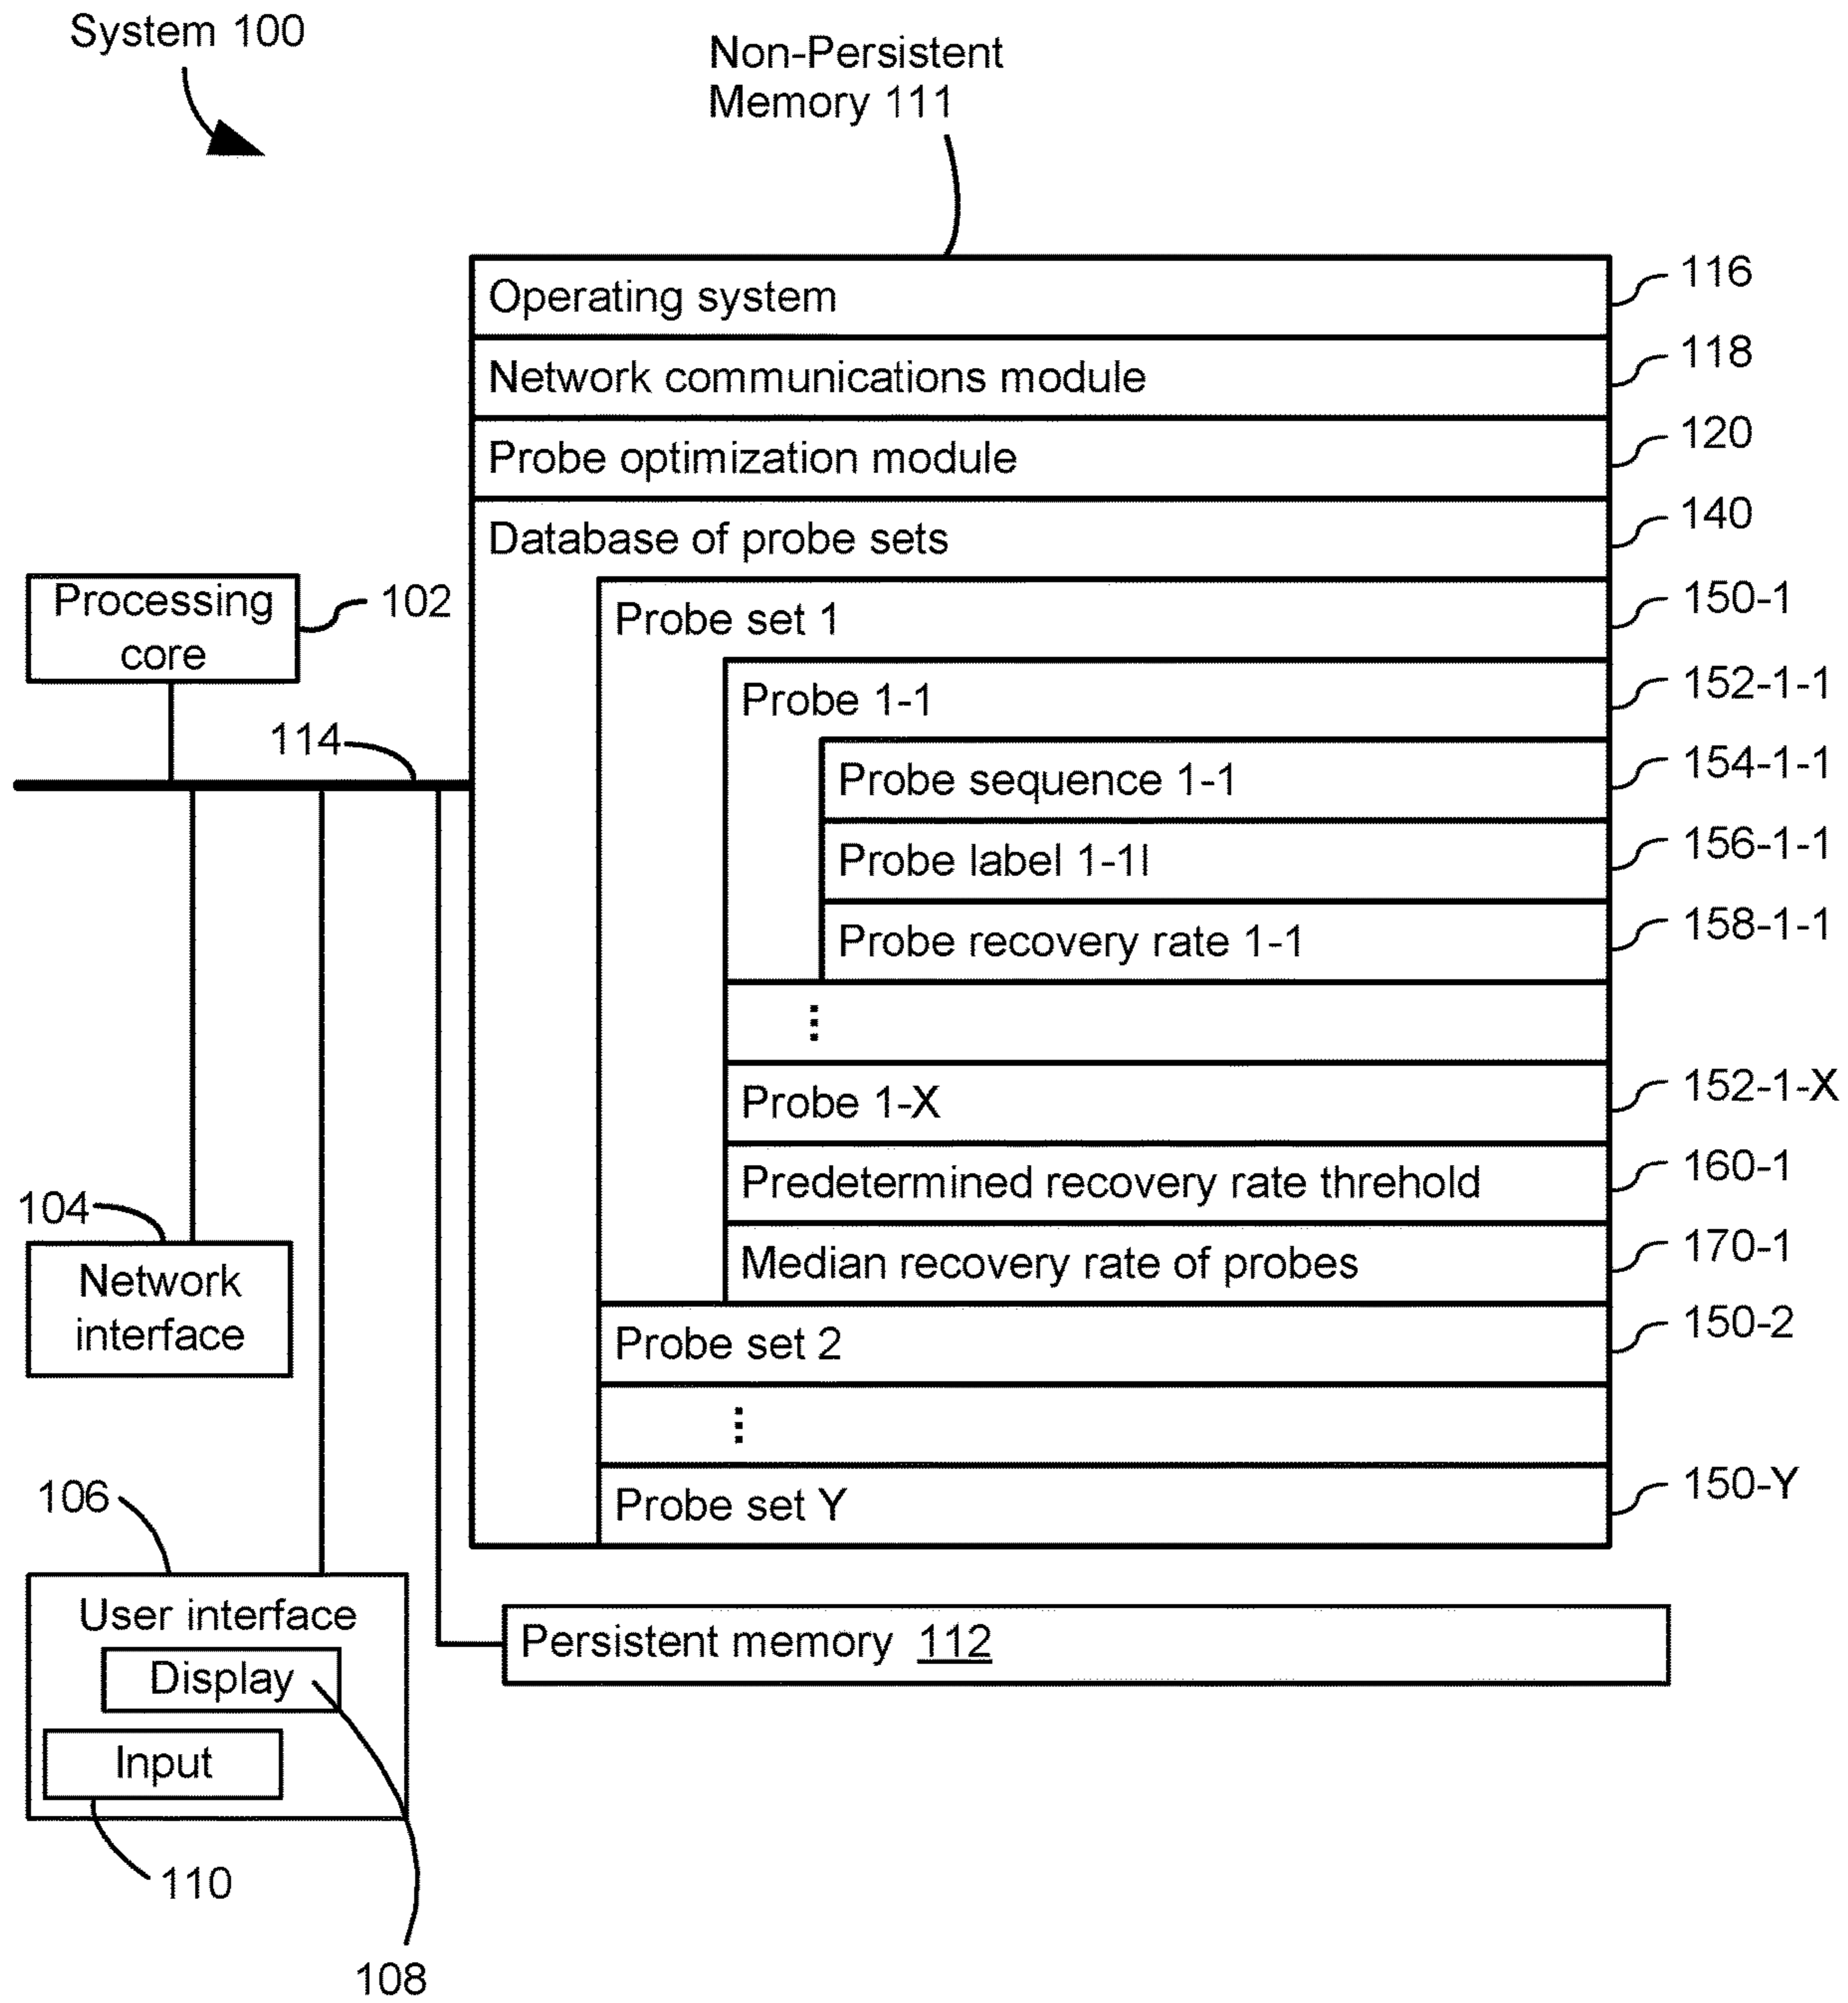 System 100
Non-Persistent
Memory 111
Operating system
116
Network communications module
118
Probe optimization module
120
Database of probe sets
140
Probe set 1
150-1
Probe 1-1
152-1-1
Probe sequence 1-1
154-1-1
Probe label 1-1l
156-1-1
Probe recovery rate 1-1
158-1-1
⋮
Probe 1-X
152-1-X
Predetermined recovery rate threhold
160-1
Median recovery rate of probes
170-1
Probe set 2
150-2
⋮
Probe set Y
150-Y
Processing
core
102
114
104
Network
interface
106
User interface
Display
Input
110
108
Persistent memory 112